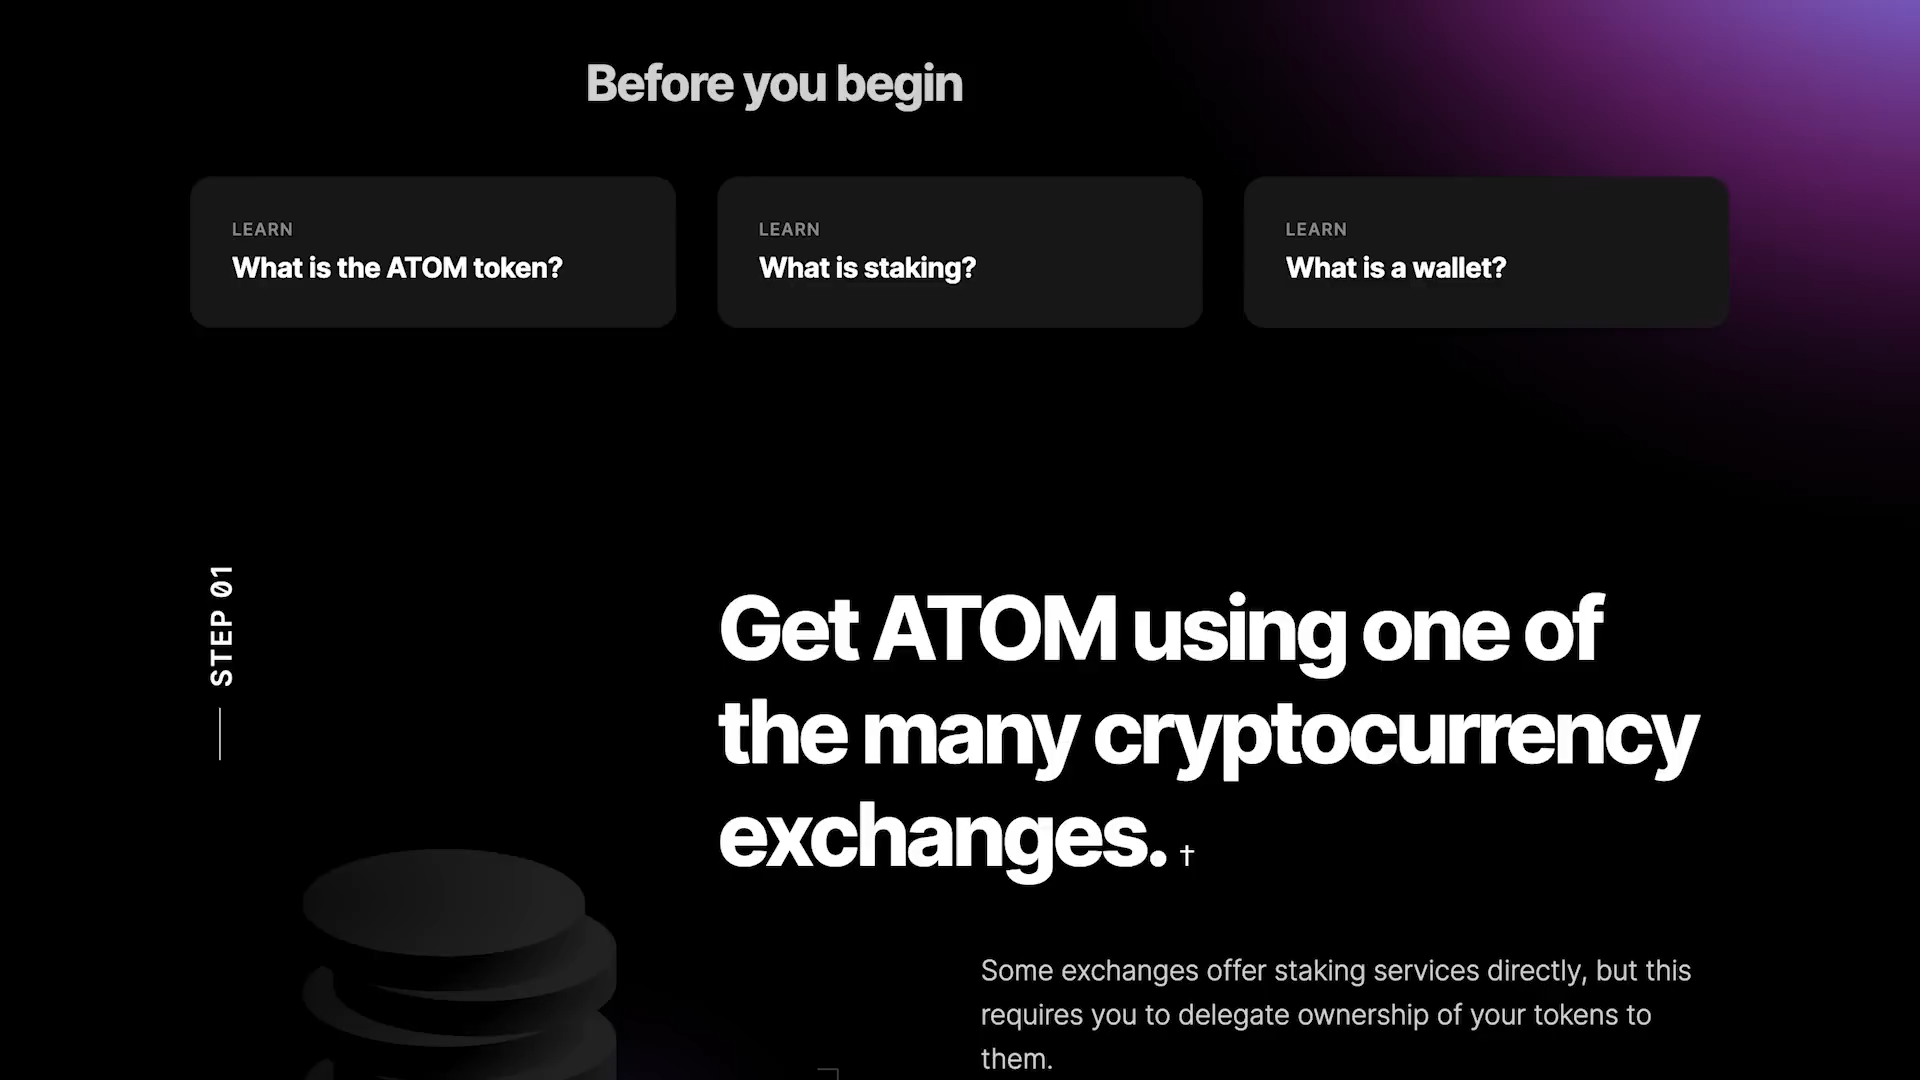 Before you begin
LEARN
What is the ATOM token?
LEARN
What is staking?
LEARN
What is a wallet?
STEP 01
Get ATOM using one of
the many cryptocurrency
exchanges. †
Some exchanges offer staking services directly, but this
requires you to delegate ownership of your tokens to
them.